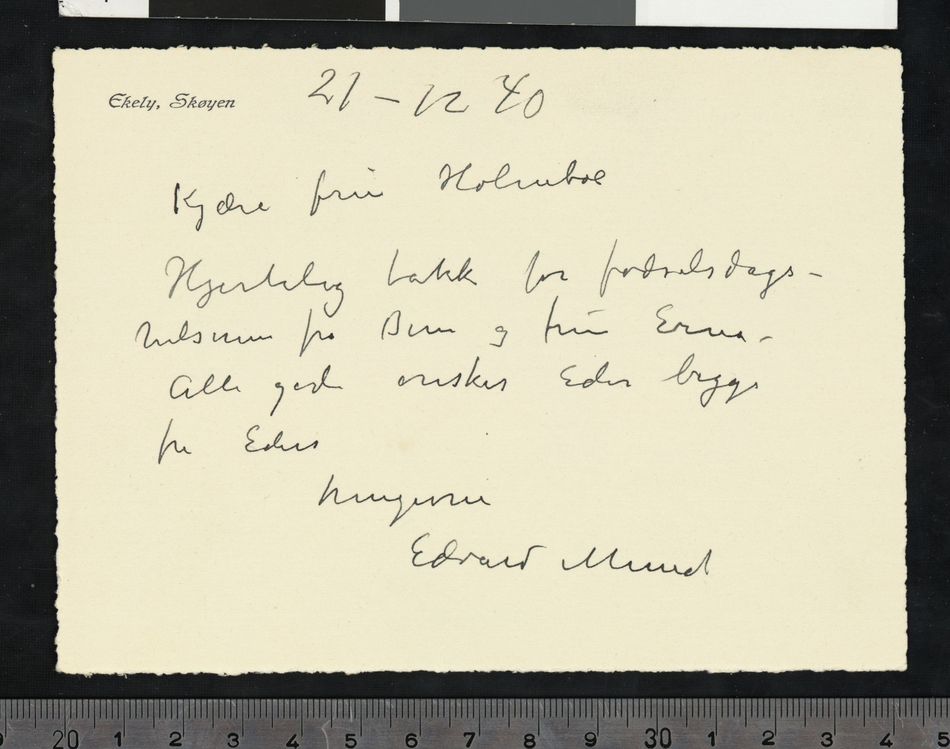 Ekely, Skøyen
21 – 12 40
Kjære frue Holmboe
Hjertelig takk for fødselsdags-
hilsenen fra Dem og frue Erna.
Alle gode ønsker Eder begge
fra Eders
hengivne
Edvard Munch